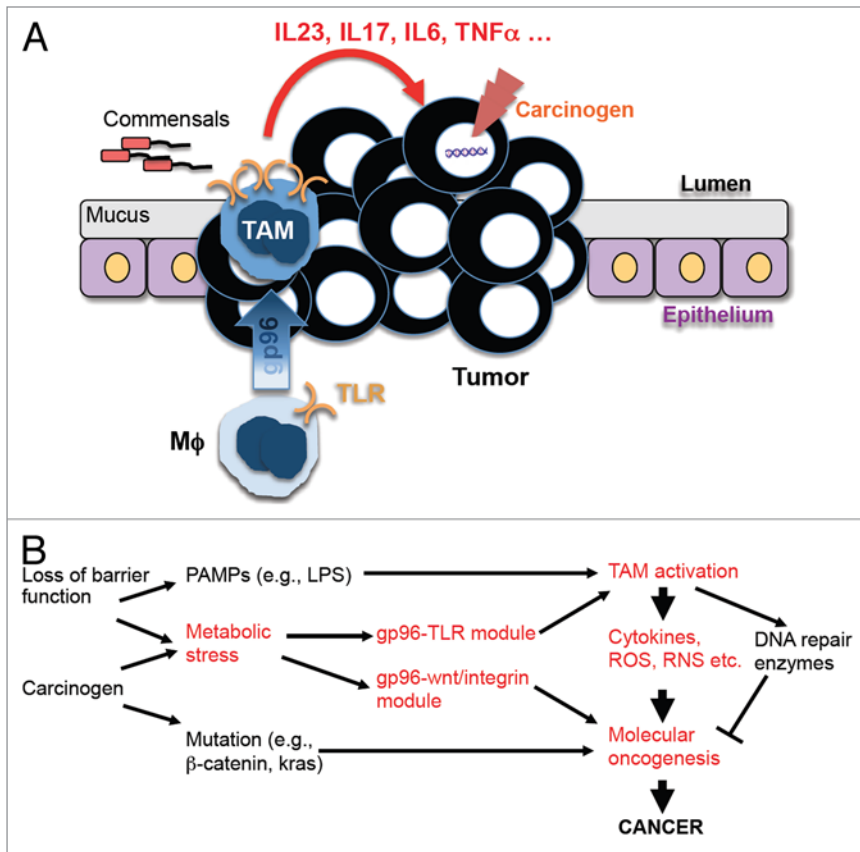 A
IL23, IL17, IL6, TNFα ...
Carcinogen
Commensals
Lumen
Mucus
TAM
Epithelium
gp96
Tumor
TLR
Mϕ
B
Loss of barrier
function
PAMPs (e.g., LPS)
TAM activation
Metabolic
stress
gp96-TLR module
Cytokines,
ROS, RNS etc.
DNA repair
enzymes
Carcinogen
gp96-wnt/integrin
module
Mutation (e.g.,
β-catenin, kras)
Molecular
oncogenesis
CANCER